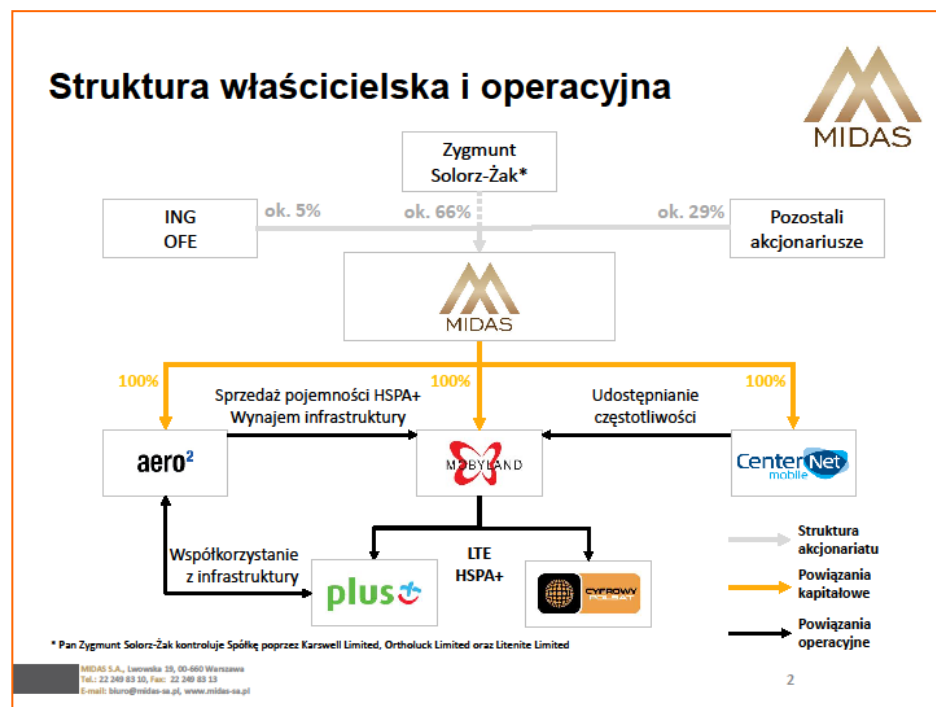 Struktura właścicielska i operacyjna
MIDAS
Zygmunt
Solorz-Żak*
ING
OFE
ok. 5%
ok. 66%
ok. 29%
Pozostali
akcjonariusze
MIDAS
100%
100%
100%
Sprzedaż pojemności HSPA+
Wynajem infrastruktury
Udostępnianie
częstotliwości
aero²
MOBYLAND
CenterNet
mobile
Współkorzystanie
z infrastruktury
LTE
HSPA+
plus
CYFROWY
POLSAT
Struktura
akcjonariatu
Powiązania
kapitałowe
Powiązania
operacyjne
* Pan Zygmunt Solorz-Żak kontroluje Spółkę poprzez Karswell Limited, Ortholuck Limited oraz Litenite Limited
MIDAS S.A., Lwowska 19, 00-660 Warszawa
Tel.: 22 249 83 10, Fax: 22 249 83 13
E-mail: biuro@midas-sa.pl, www.midas-sa.pl
2